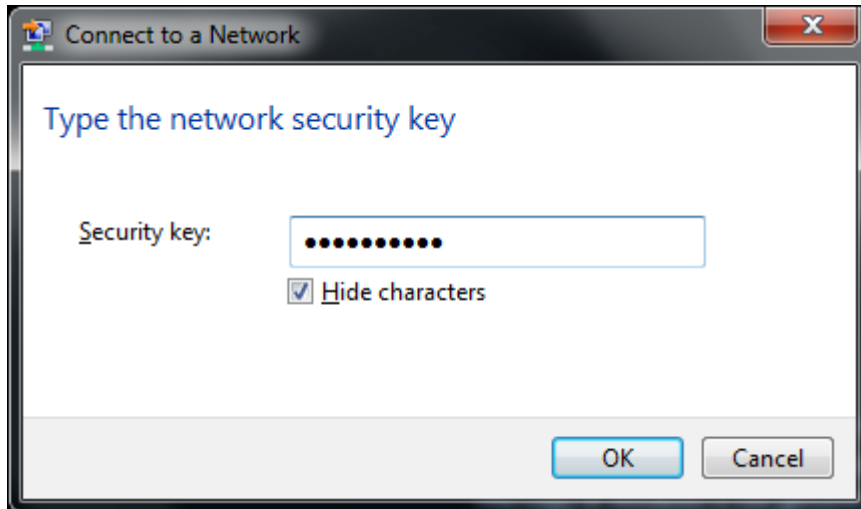 Connect to a Network
Type the network security key
Security key: ••••••••••
Hide characters
OK Cancel